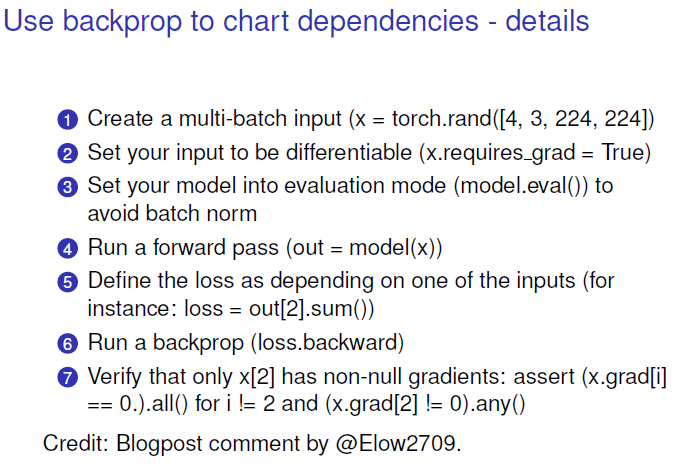 Use backprop to chart dependencies - details
1 Create a multi-batch input (x = torch.rand([4, 3, 224, 224])
2 Set your input to be differentiable (x.requires_grad = True)
3 Set your model into evaluation mode (model.eval()) to
avoid batch norm
4 Run a forward pass (out = model(x))
5 Define the loss as depending on one of the inputs (for
instance: loss = out[2].sum())
6 Run a backprop (loss.backward)
7 Verify that only x[2] has non-null gradients: assert (x.grad[i]
== 0.).all() for i != 2 and (x.grad[2] != 0).any()
Credit: Blogpost comment by @Elow2709.